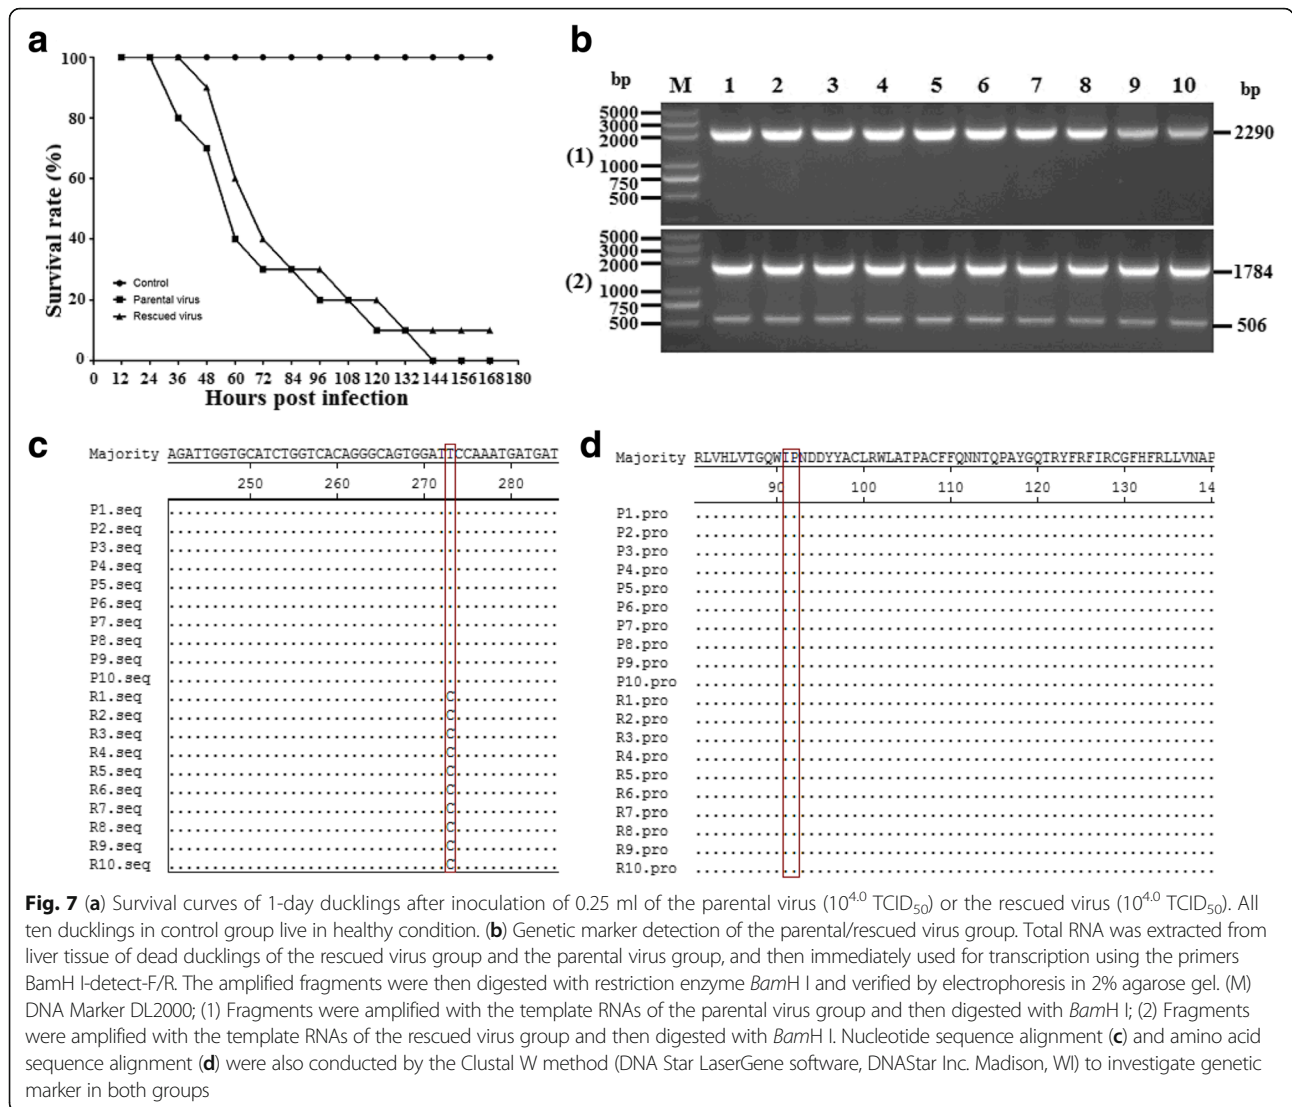 a
100
80
60
40
20
0
Survival rate (%)
Control
Parental virus
Rescued virus
0 12 24 36 48 60 72 84 96 108 120 132 144 156 168 180
Hours post infection
b
bp M 1 2 3 4 5 6 7 8 9 10 bp
5000
3000
2000
1000
750
500
(1)
2290
5000
3000
2000
1000
750
500
(2)
1784
506
c
Majority AGATTGGTGCATCTGGTCACAGGGCAGTGGATTCCAAATGATGAT
250 260 270 280
P1.seq
P2.seq
P3.seq
P4.seq
P5.seq
P6.seq
P7.seq
P8.seq
P9.seq
P10.seq
R1.seq C
R2.seq C
R3.seq C
R4.seq C
R5.seq C
R6.seq C
R7.seq C
R8.seq C
R9.seq C
R10.seq C
d
Majority RLVHLVTGQWIPNDDYYACLRWLATPACFFQNNTQPAYGQTRYFRFIRCGFHFRLLVNAP
90 100 110 120 130 14
P1.pro
P2.pro
P3.pro
P4.pro
P5.pro
P6.pro
P7.pro
P8.pro
P9.pro
P10.pro
R1.pro
R2.pro
R3.pro
R4.pro
R5.pro
R6.pro
R7.pro
R8.pro
R9.pro
R10.pro
Fig. 7 (a) Survival curves of 1-day ducklings after inoculation of 0.25 ml of the parental virus (10^4.0 TCID50) or the rescued virus (10^4.0 TCID50). All
ten ducklings in control group live in healthy condition. (b) Genetic marker detection of the parental/rescued virus group. Total RNA was extracted from
liver tissue of dead ducklings of the rescued virus group and the parental virus group, and then immediately used for transcription using the primers
BamH I-detect-F/R. The amplified fragments were then digested with restriction enzyme BamH I and verified by electrophoresis in 2% agarose gel. (M)
DNA Marker DL2000; (1) Fragments were amplified with the template RNAs of the parental virus group and then digested with BamH I; (2) Fragments
were amplified with the template RNAs of the rescued virus group and then digested with BamH I. Nucleotide sequence alignment (c) and amino acid
sequence alignment (d) were also conducted by the Clustal W method (DNA Star LaserGene software, DNAStar Inc. Madison, WI) to investigate genetic
marker in both groups